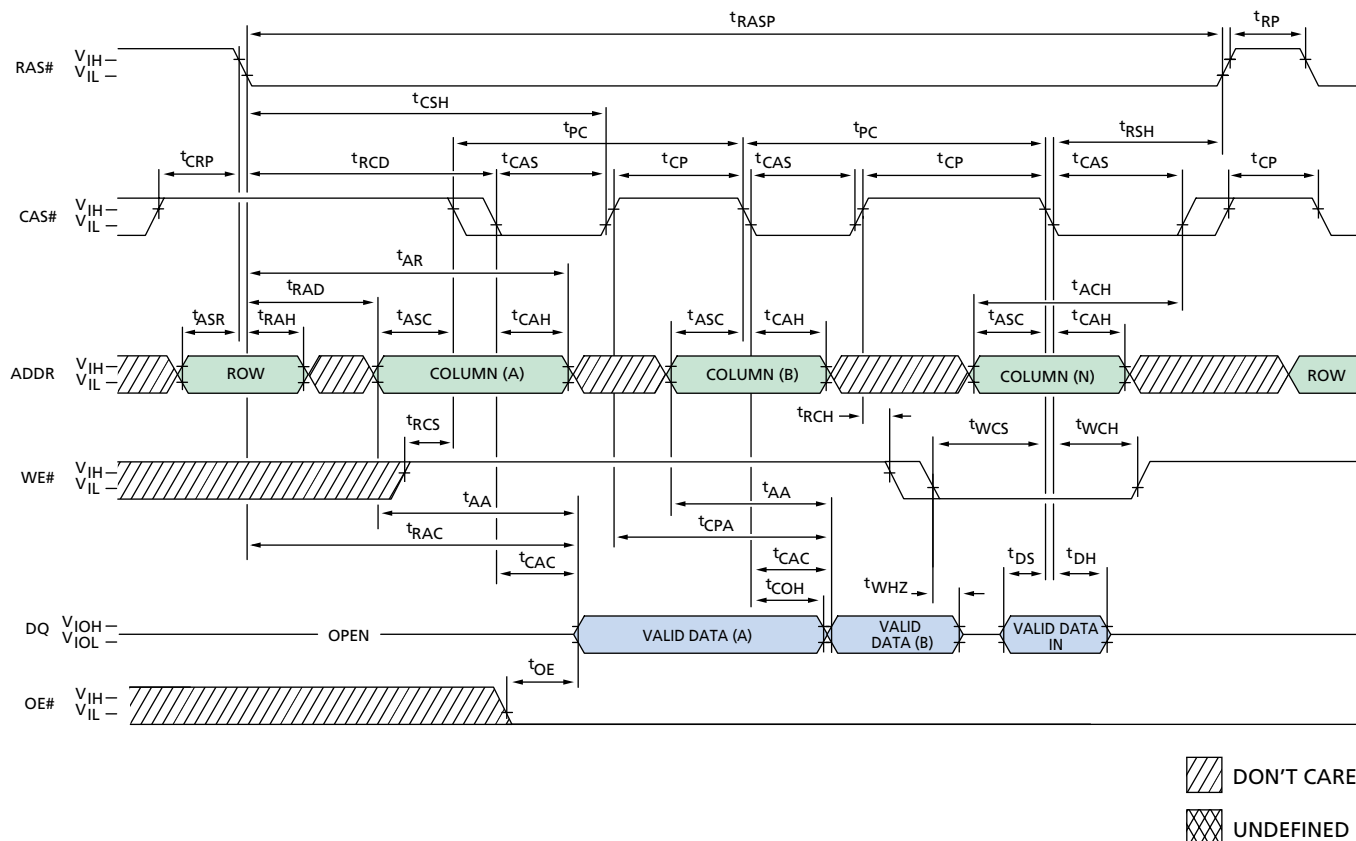 tRASP tRP
RAS# VIH VIL
tCSH
tPC tPC tRSH
tCRP tRCD tCAS tCP tCAS tCP tCAS tCP
CAS# VIH VIL
tAR
tRAD tACH
tASR tRAH tASC tCAH tASC tCAH tASC tCAH
ADDR VIH VIL ROW COLUMN (A) COLUMN (B) COLUMN (N) ROW
tRCS tRCH tWCS tWCH
WE# VIH VIL
tAA tAA
tRAC tCPA
tCAC tCAC tDS tDH
tCOH tWHZ
DQ VIOH VIOL OPEN VALID DATA (A) VALID DATA (B) VALID DATA IN
tOE
OE# VIH VIL
DON'T CARE
UNDEFINED